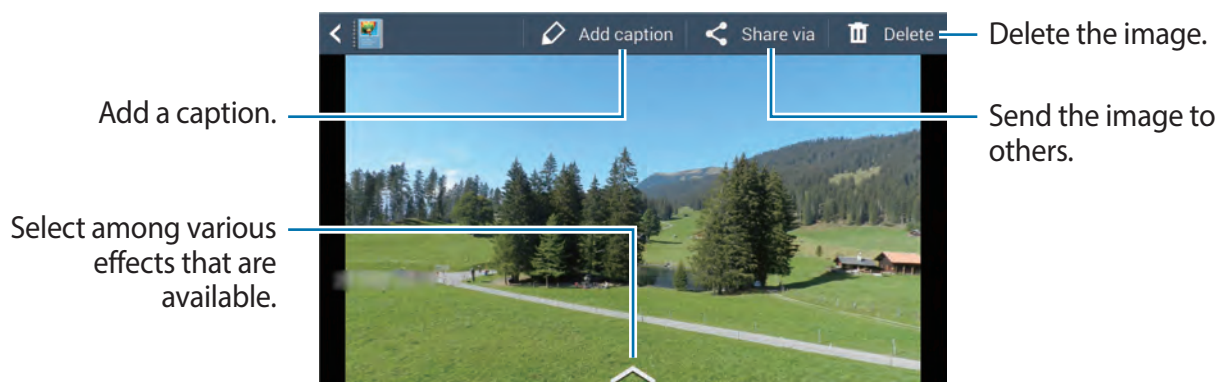 Add caption
Share via
Delete
Delete the image.
Add a caption.
Send the image to
others.
Select among various
effects that are
available.